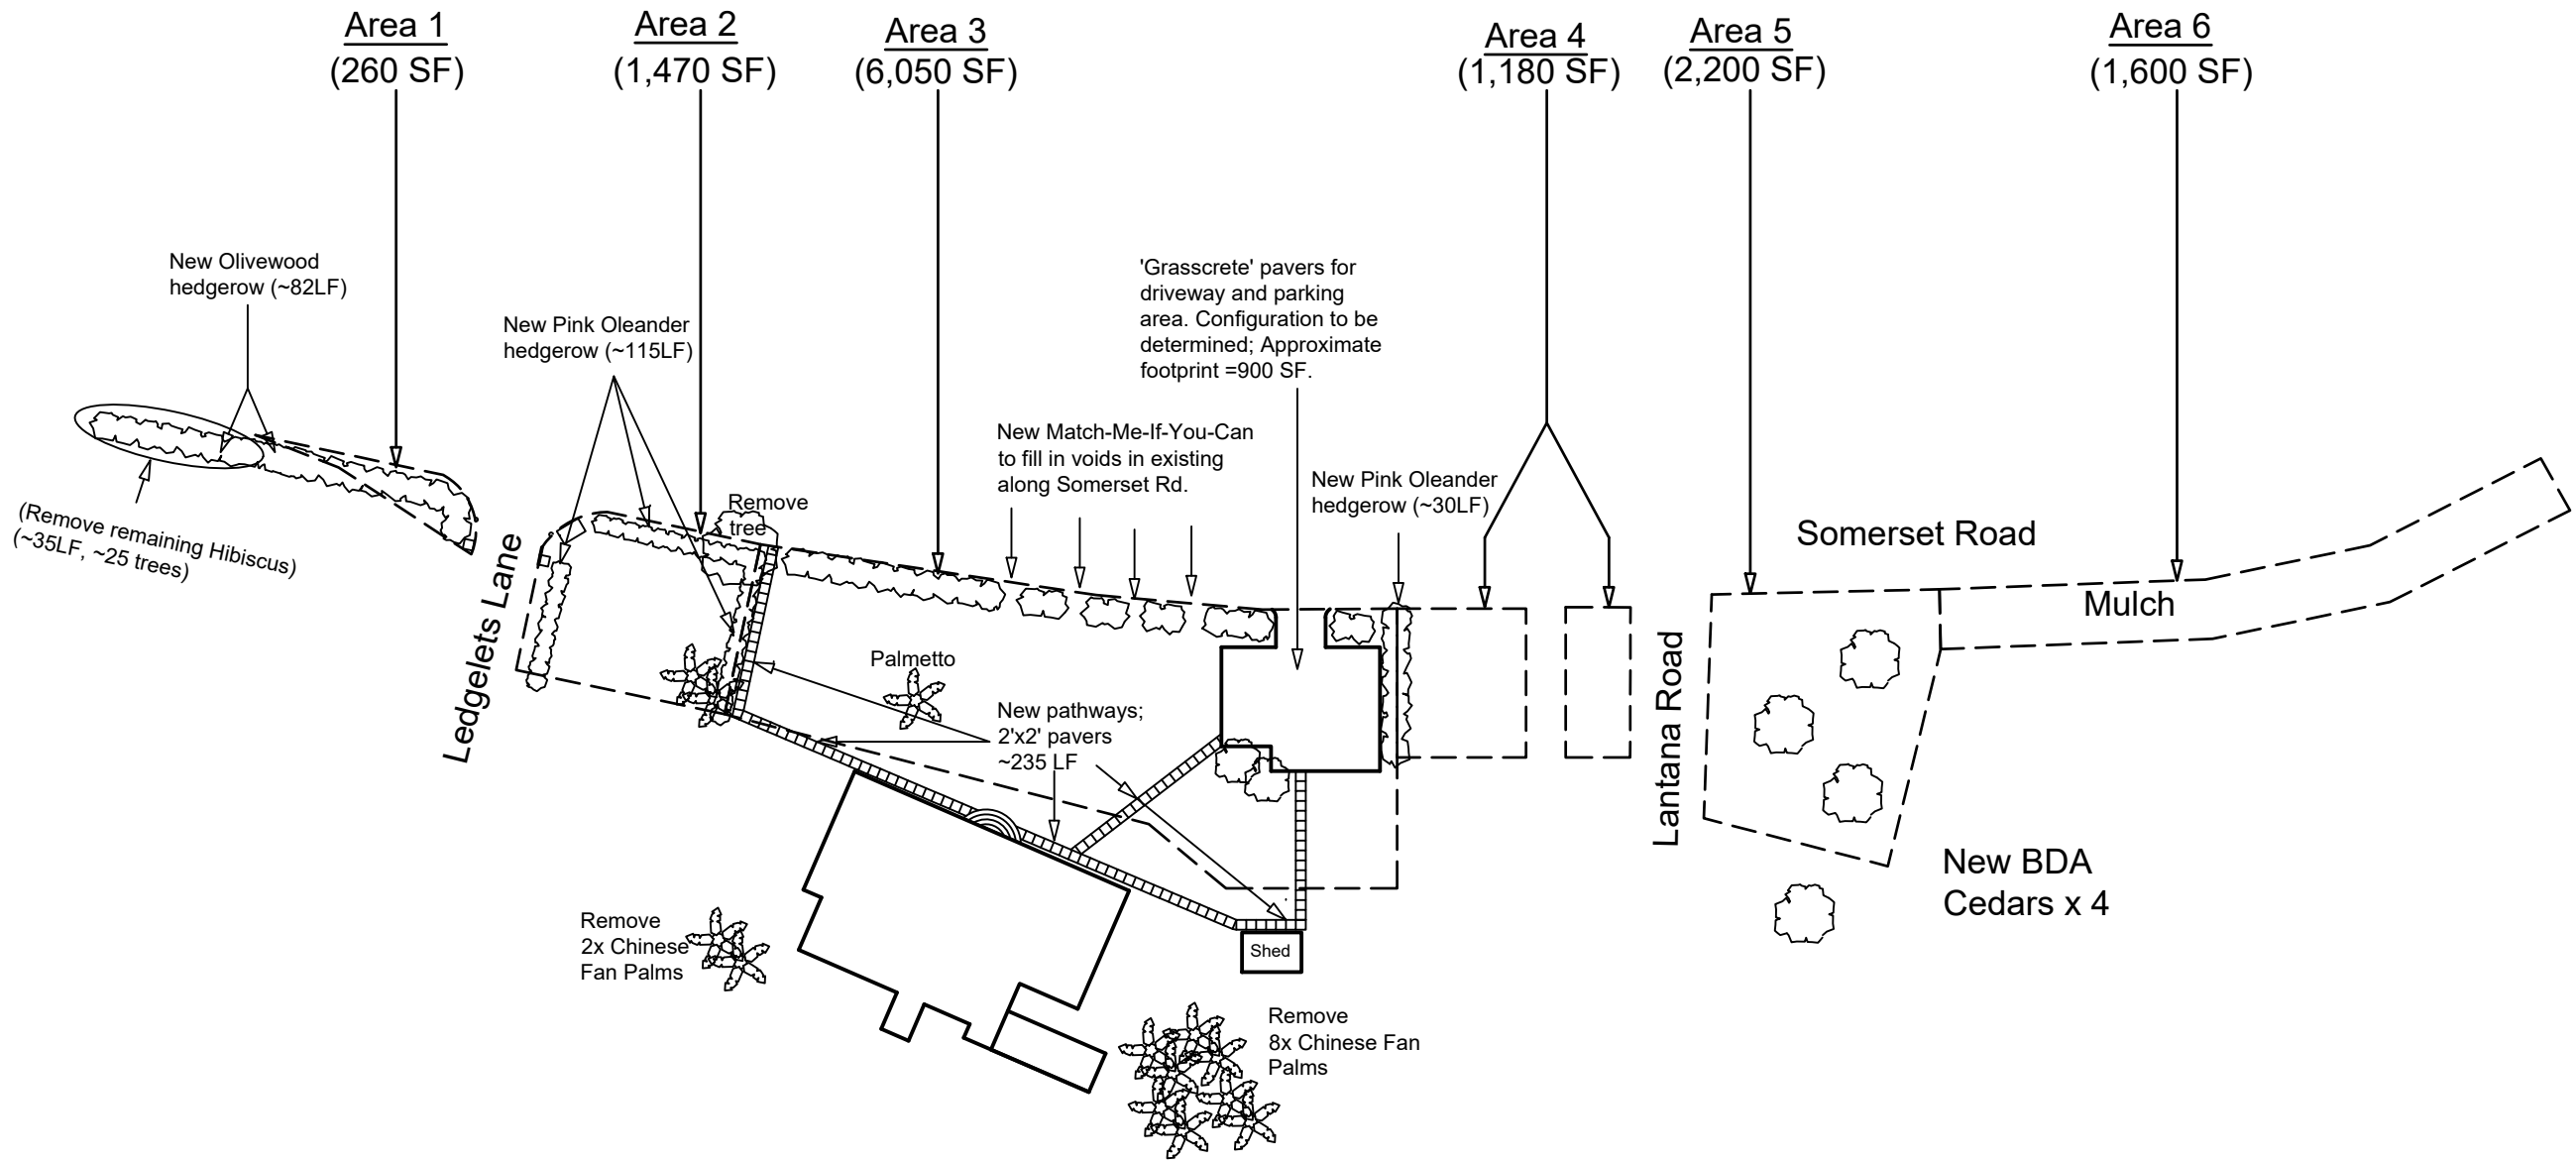 Area 1
(260 SF)
Area 2
(1,470 SF)
Area 3
(6,050 SF)
Area 4
(1,180 SF)
Area 5
(2,200 SF)
Area 6
(1,600 SF)
New Olivewood
hedgerow (~82LF)
New Pink Oleander
hedgerow (~115LF)
'Grasscrete' pavers for
driveway and parking
area. Configuration to be
determined; Approximate
footprint =900 SF.
New Match-Me-If-You-Can
to fill in voids in existing
along Somerset Rd.
New Pink Oleander
hedgerow (~30LF)
(Remove remaining Hibiscus)
(~35LF, ~25 trees)
Remove
tree
Ledgelets Lane
Somerset Road
Mulch
Lantana Road
Palmetto
New pathways;
2'x2' pavers
~235 LF
New BDA
Cedars x 4
Remove
2x Chinese
Fan Palms
Shed
Remove
8x Chinese Fan
Palms